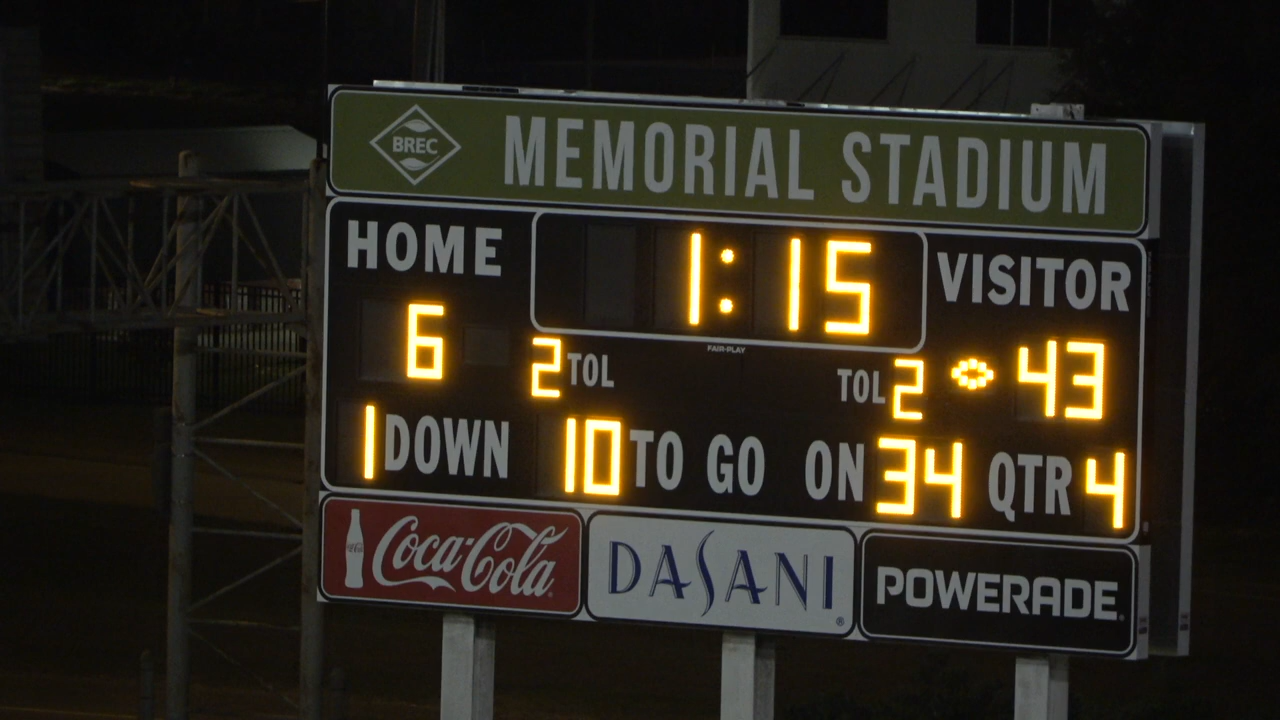 BREC MEMORIAL STADIUM
HOME 1:15 VISITOR
FAIR-PLAY
6 2 TOL TOL 2 43
1 DOWN 10 TO GO ON 34 QTR 4
Coca-Cola DASANI® POWERADE®